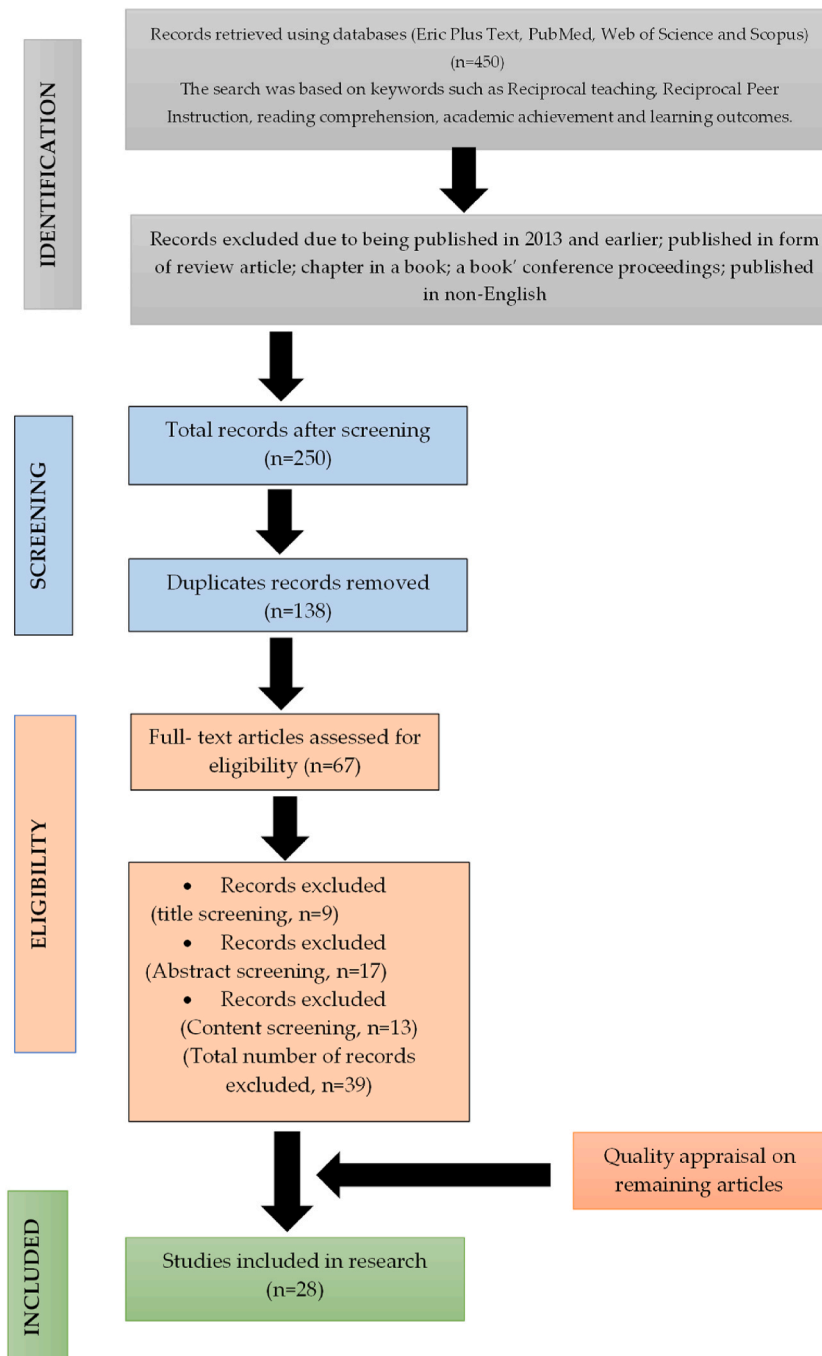 IDENTIFICATION
Records retrieved using databases (Eric Plus Text, PubMed, Web of Science and Scopus)
(n=450)
The search was based on keywords such as Reciprocal teaching, Reciprocal Peer
Instruction, reading comprehension, academic achievement and learning outcomes.
Records excluded due to being published in 2013 and earlier; published in form
of review article; chapter in a book; a book’ conference proceedings; published
in non-English
SCREENING
Total records after screening
(n=250)
Duplicates records removed
(n=138)
ELIGIBILITY
Full- text articles assessed for
eligibility (n=67)
• Records excluded
(title screening, n=9)
• Records excluded
(Abstract screening, n=17)
• Records excluded
(Content screening, n=13)
(Total number of records
excluded, n=39)
Quality appraisal on
remaining articles
INCLUDED
Studies included in research
(n=28)